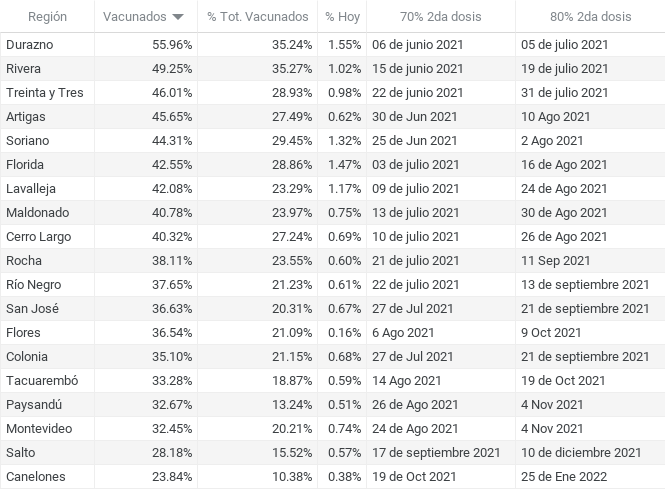 Región Vacunados % Tot. Vacunados % Hoy 70% 2da dosis 80% 2da dosis
Durazno 55.96% 35.24% 1.55% 06 de junio 2021 05 de julio 2021
Rivera 49.25% 35.27% 1.02% 15 de junio 2021 19 de julio 2021
Treinta y Tres 46.01% 28.93% 0.98% 22 de junio 2021 31 de julio 2021
Artigas 45.65% 27.49% 0.62% 30 de Jun 2021 10 Ago 2021
Soriano 44.31% 29.45% 1.32% 25 de Jun 2021 2 Ago 2021
Florida 42.55% 28.86% 1.47% 03 de julio 2021 16 de Ago 2021
Lavalleja 42.08% 23.29% 1.17% 09 de julio 2021 24 de Ago 2021
Maldonado 40.78% 23.97% 0.75% 13 de julio 2021 30 de Ago 2021
Cerro Largo 40.32% 27.24% 0.69% 10 de julio 2021 26 de Ago 2021
Rocha 38.11% 23.55% 0.60% 21 de julio 2021 11 Sep 2021
Río Negro 37.65% 21.23% 0.61% 22 de julio 2021 13 de septiembre 2021
San José 36.63% 20.31% 0.67% 27 de Jul 2021 21 de septiembre 2021
Flores 36.54% 21.09% 0.16% 6 Ago 2021 9 Oct 2021
Colonia 35.10% 21.15% 0.68% 27 de Jul 2021 21 de septiembre 2021
Tacuarembó 33.28% 18.87% 0.59% 14 Ago 2021 19 de Oct 2021
Paysandú 32.67% 13.24% 0.51% 26 de Ago 2021 4 Nov 2021
Montevideo 32.45% 20.21% 0.74% 24 de Ago 2021 4 Nov 2021
Salto 28.18% 15.52% 0.57% 17 de septiembre 2021 10 de diciembre 2021
Canelones 23.84% 10.38% 0.38% 19 de Oct 2021 25 de Ene 2022